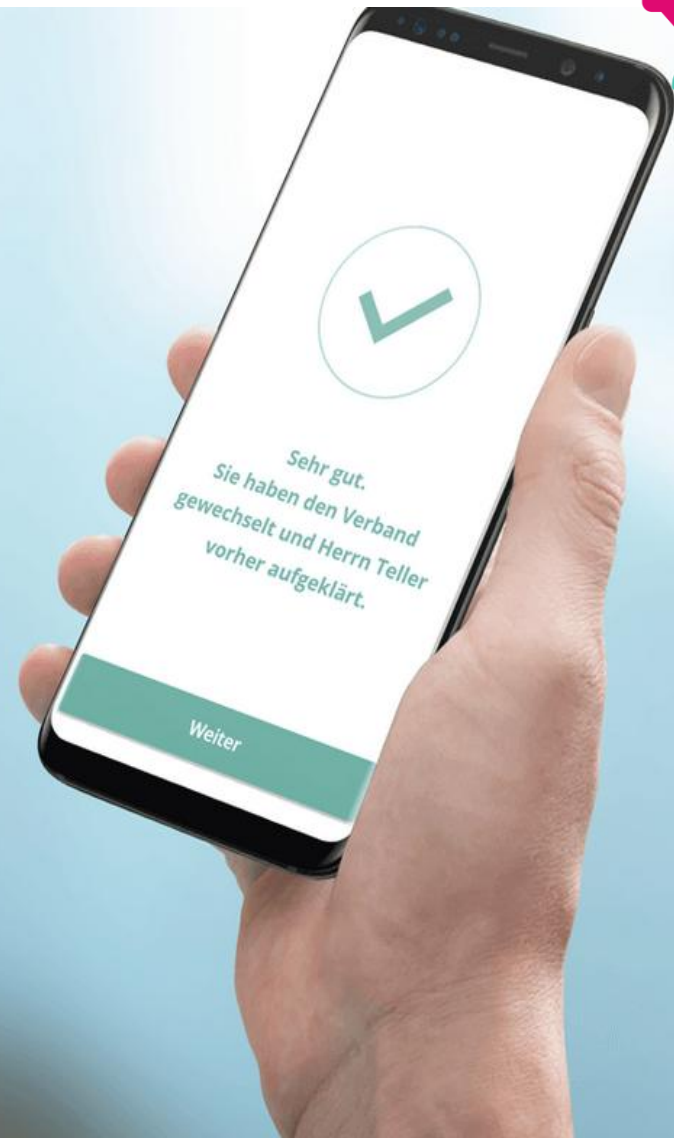 Sehr gut.
Sie haben den Verband
gewechselt und Herrn Teller
vorher aufgeklärt.
Weiter